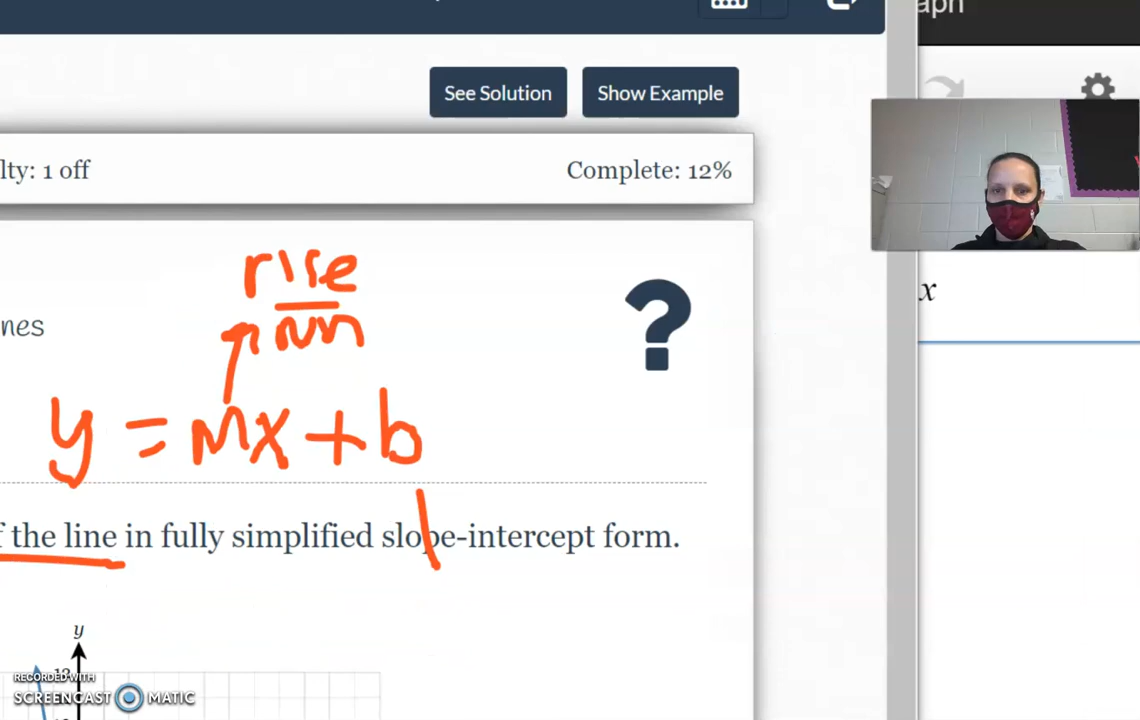 aph
See Solution Show Example
lty: 1 off Complete: 12%
rise
run
nes
?
x
y = mx + b
f the line in fully simplified slope-intercept form.
y
RECORDED WITH
SCREENCAST MATIC